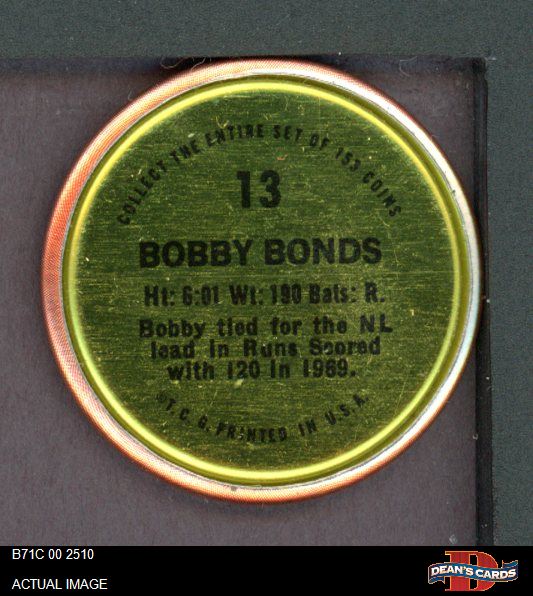 COLLECT THE ENTIRE SET OF 153 COINS
13
BOBBY BONDS
Ht: 6:01 Wt: 190 Bats: R.
Bobby tied for the NL
lead in Runs Scored
with 120 in 1969.
©T.C.G. PRINTED IN U.S.A.
B71C 00 2510
ACTUAL IMAGE
D
DEAN'S CARDS